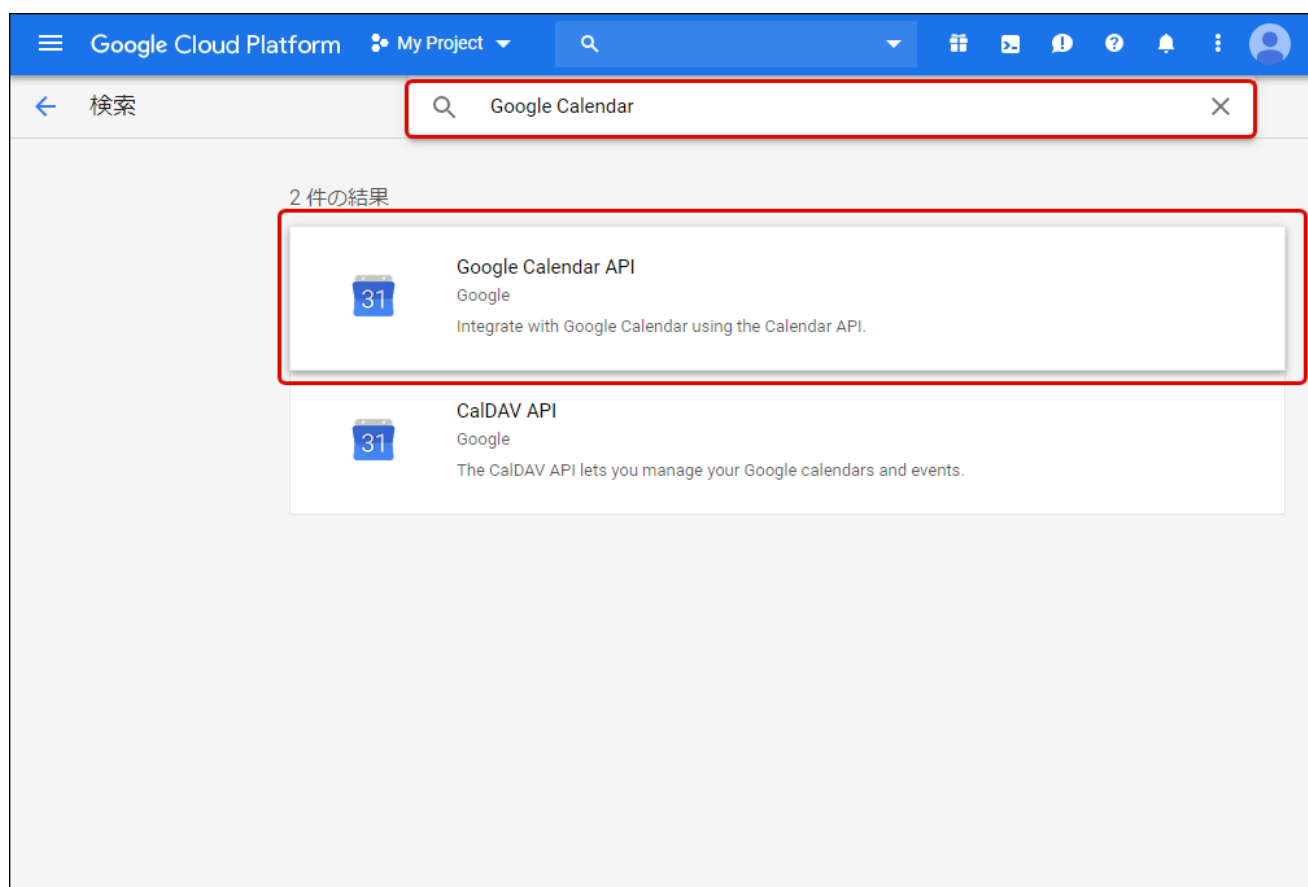 Google Cloud Platform My Project
検索 Google Calendar
2 件の結果
31
Google Calendar API
Google
Integrate with Google Calendar using the Calendar API.
31
CalDAV API
Google
The CalDAV API lets you manage your Google calendars and events.